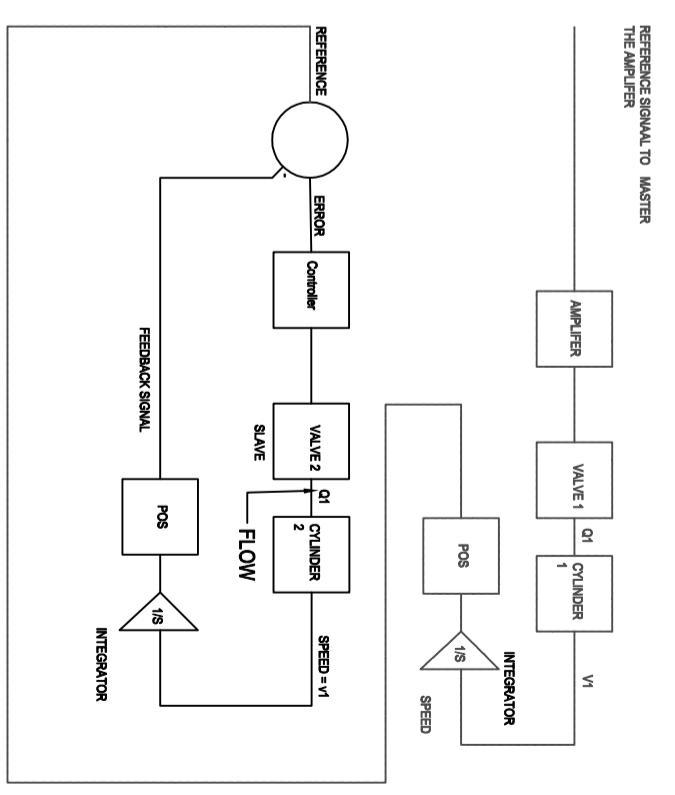 REFERENCE SIGNAAL TO MASTER
THE AMPLIFER
AMPLIFER
VALVE 1
Q1
CYLINDER
1
V1
POS
1/S
INTEGRATOR
SPEED
REFERENCE
-
ERROR
Controller
VALVE 2
SLAVE
Q1
FLOW
CYLINDER
2
SPEED = v1
FEEDBACK SIGNAL
POS
1/S
INTEGRATOR